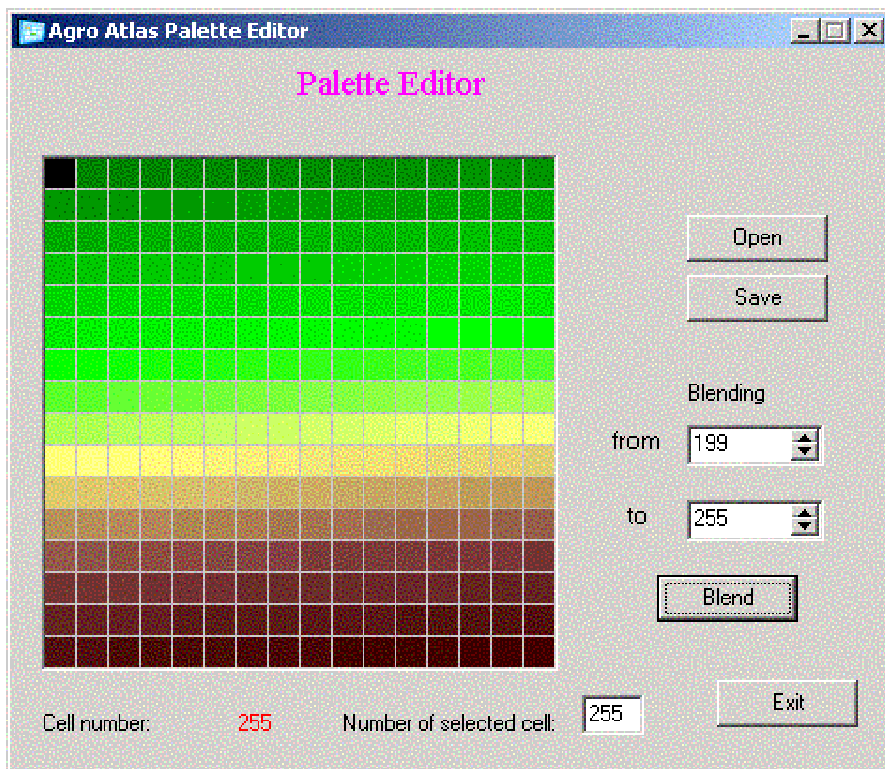 Agro Atlas Palette Editor
Palette Editor
Open
Save
Blending
from 199
to 255
Blend
Cell number: 255 Number of selected cell: 255
Exit